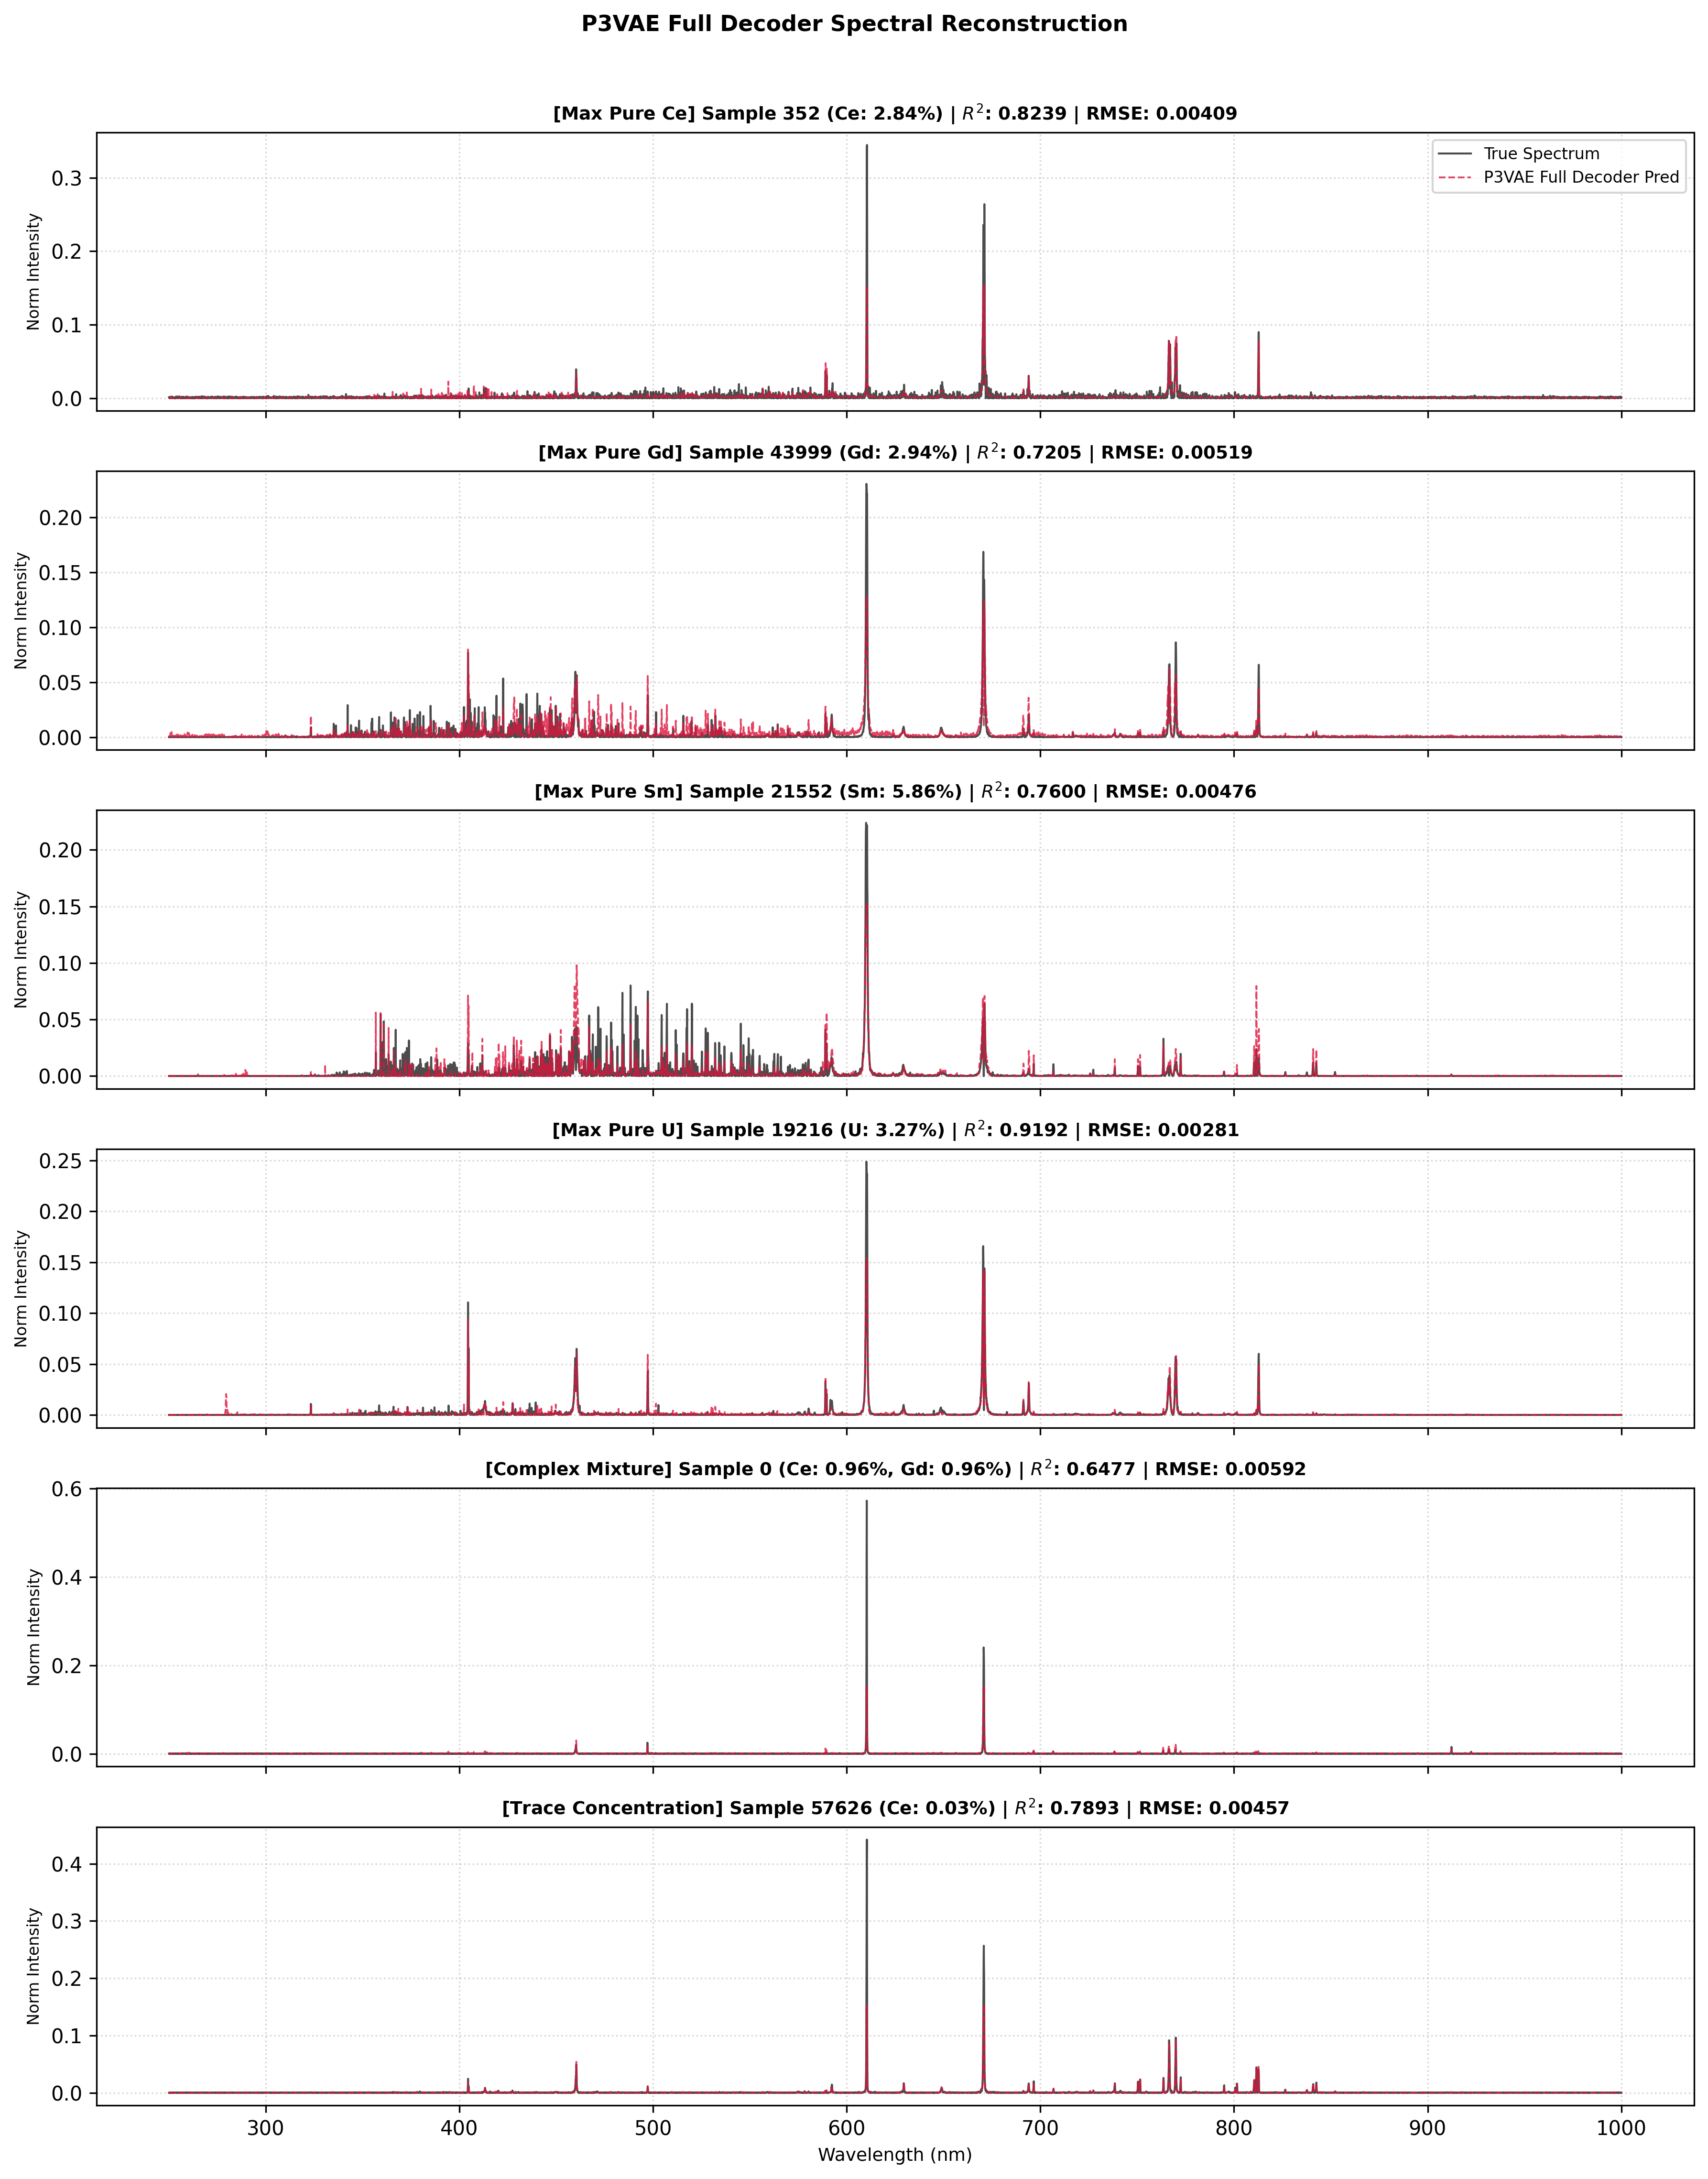 P3VAE Full Decoder Spectral Reconstruction
[Max Pure Ce] Sample 352 (Ce: 2.84%) | R²: 0.8239 | RMSE: 0.00409
True Spectrum
P3VAE Full Decoder Pred
Norm Intensity
0.3
0.2
0.1
0.0
[Max Pure Gd] Sample 43999 (Gd: 2.94%) | R²: 0.7205 | RMSE: 0.00519
Norm Intensity
0.20
0.15
0.10
0.05
0.00
[Max Pure Sm] Sample 21552 (Sm: 5.86%) | R²: 0.7600 | RMSE: 0.00476
Norm Intensity
0.20
0.15
0.10
0.05
0.00
[Max Pure U] Sample 19216 (U: 3.27%) | R²: 0.9192 | RMSE: 0.00281
Norm Intensity
0.25
0.20
0.15
0.10
0.05
0.00
[Complex Mixture] Sample 0 (Ce: 0.96%, Gd: 0.96%) | R²: 0.6477 | RMSE: 0.00592
Norm Intensity
0.6
0.4
0.2
0.0
[Trace Concentration] Sample 57626 (Ce: 0.03%) | R²: 0.7893 | RMSE: 0.00457
Norm Intensity
0.4
0.3
0.2
0.1
0.0
300 400 500 600 700 800 900 1000
Wavelength (nm)